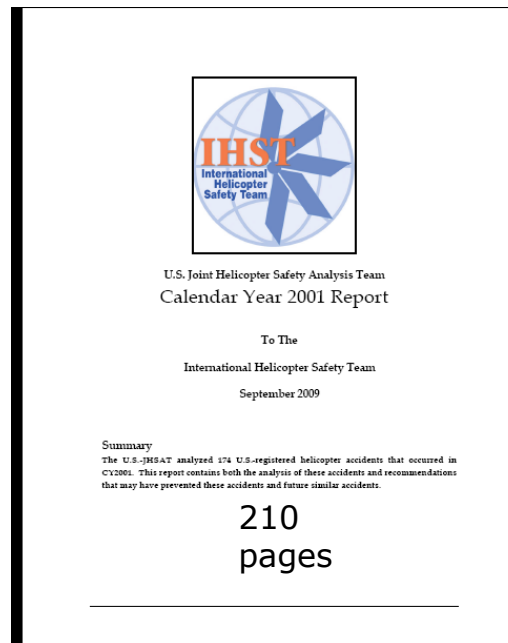 IHST
International
Helicopter
Safety Team
U.S. Joint Helicopter Safety Analysis Team
Calendar Year 2001 Report
To The
International Helicopter Safety Team
September 2009
Summary
The U.S.-JHSAT analyzed 174 U.S.-registered helicopter accidents that occurred in
CY2001. This report contains both the analysis of these accidents and recommendations
that may have prevented these accidents and future similar accidents.
210
pages